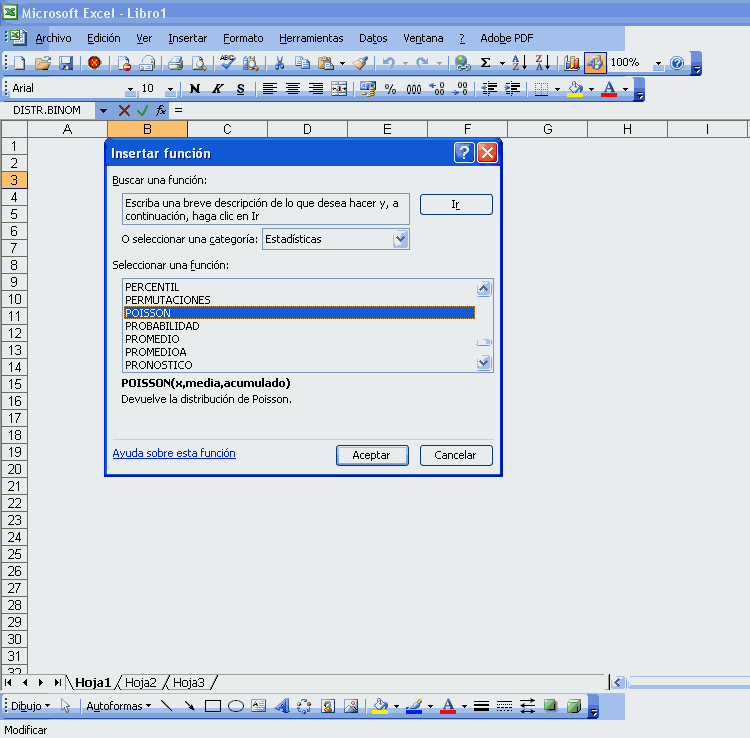 Microsoft Excel - Libro1
Archivo Edición Ver Insertar Formato Herramientas Datos Ventana ? Adobe PDF
100%
Arial 10 N K S % 000
DISTR.BINOM fx =
A B C D E F G H I
1
2
3
4
5
6
7
8
9
10
11
12
13
14
15
16
17
18
19
20
21
22
23
24
25
26
27
28
29
30
31
32
Insertar función
Buscar una función:
Escriba una breve descripción de lo que desea hacer y, a
continuación, haga clic en Ir
Ir
O seleccionar una categoría: Estadísticas
Seleccionar una función:
PERCENTIL
PERMUTACIONES
POISSON
PROBABILIDAD
PROMEDIO
PROMEDIOA
PRONOSTICO
POISSON(x,media,acumulado)
Devuelve la distribución de Poisson.
Ayuda sobre esta función
Aceptar Cancelar
Hoja1 Hoja2 Hoja3
Dibujo Autoformas
Modificar